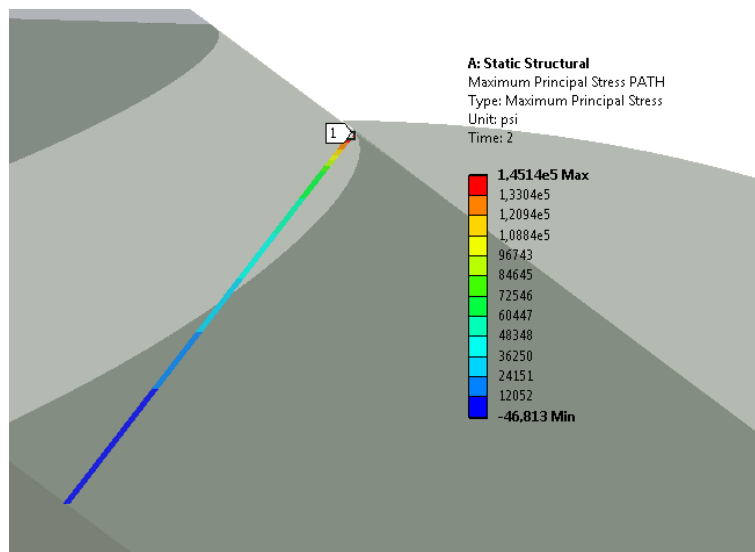 A: Static Structural
Maximum Principal Stress PATH
Type: Maximum Principal Stress
Unit: psi
Time: 2
1
1,4514e5 Max
1,3304e5
1,2094e5
1,0884e5
96743
84645
72546
60447
48348
36250
24151
12052
-46,813 Min